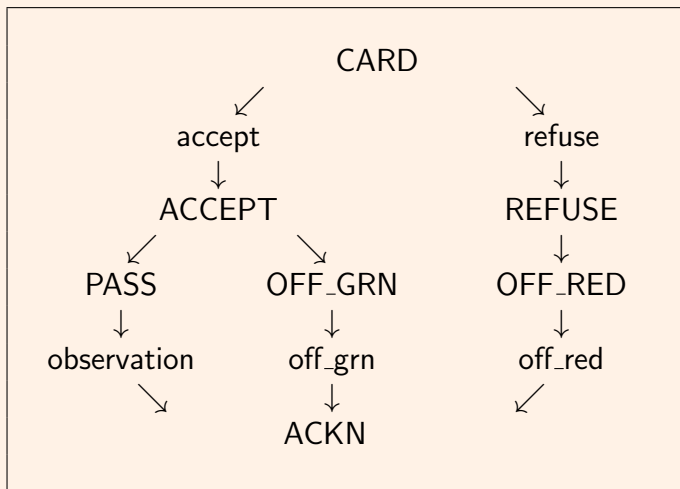 CARD
accept refuse
ACCEPT REFUSE
PASS OFF_GRN OFF_RED
observation off_grn off_red
ACKN